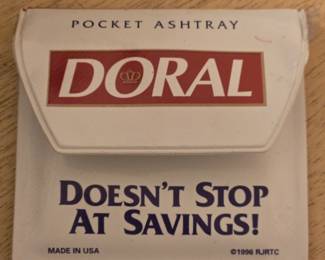 POCKET ASHTRAY
DORAL
DOESN'T STOP
AT SAVINGS!
MADE IN USA ©1996 RJRTC